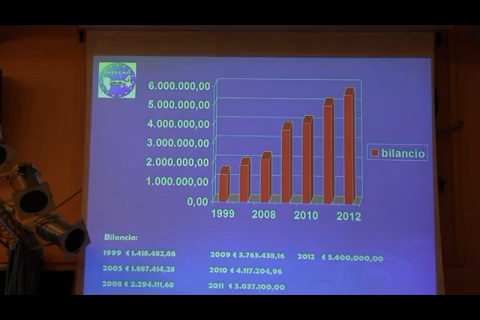 6.000.000,00
5.000.000,00
4.000.000,00
3.000.000,00
2.000.000,00
1.000.000,00
0,00
1999 2008 2010 2012
bilancio
Bilancio:
1999 € 1.418.482,86 2009 € 3.763.438,16 2012 € 5.600.000,00
2005 € 1.887.414,28 2010 € 4.117.204,96
2008 € 2.294.111,68 2011 € 5.037.100,00